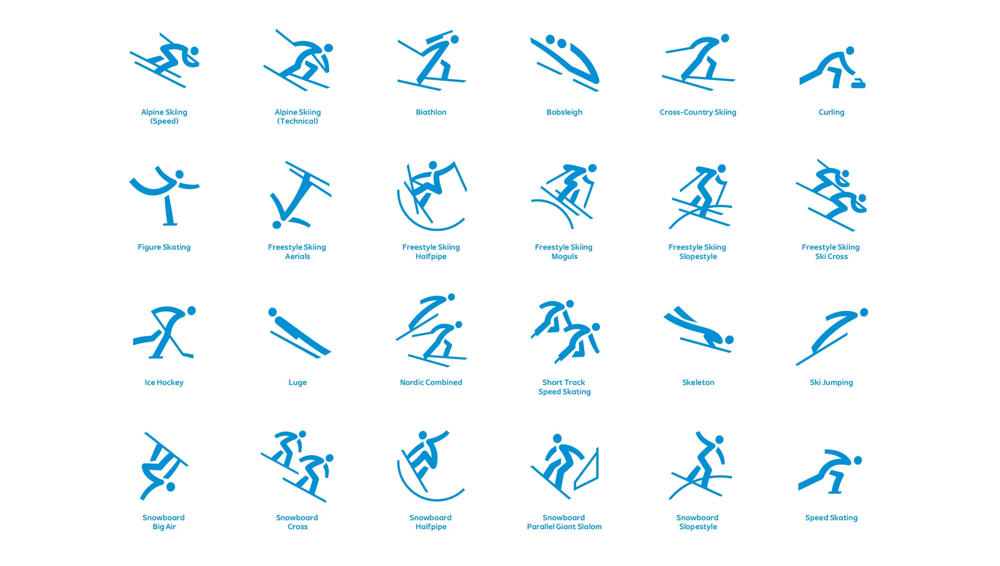 Alpine Skiing
(Speed)
Alpine Skiing
(Technical)
Biathlon
Bobsleigh
Cross-Country Skiing
Curling
Figure Skating
Freestyle Skiing
Aerials
Freestyle Skiing
Halfpipe
Freestyle Skiing
Moguls
Freestyle Skiing
Slopestyle
Freestyle Skiing
Ski Cross
Ice Hockey
Luge
Nordic Combined
Short Track
Speed Skating
Skeleton
Ski Jumping
Snowboard
Big Air
Snowboard
Cross
Snowboard
Halfpipe
Snowboard
Parallel Giant Slalom
Snowboard
Slopestyle
Speed Skating